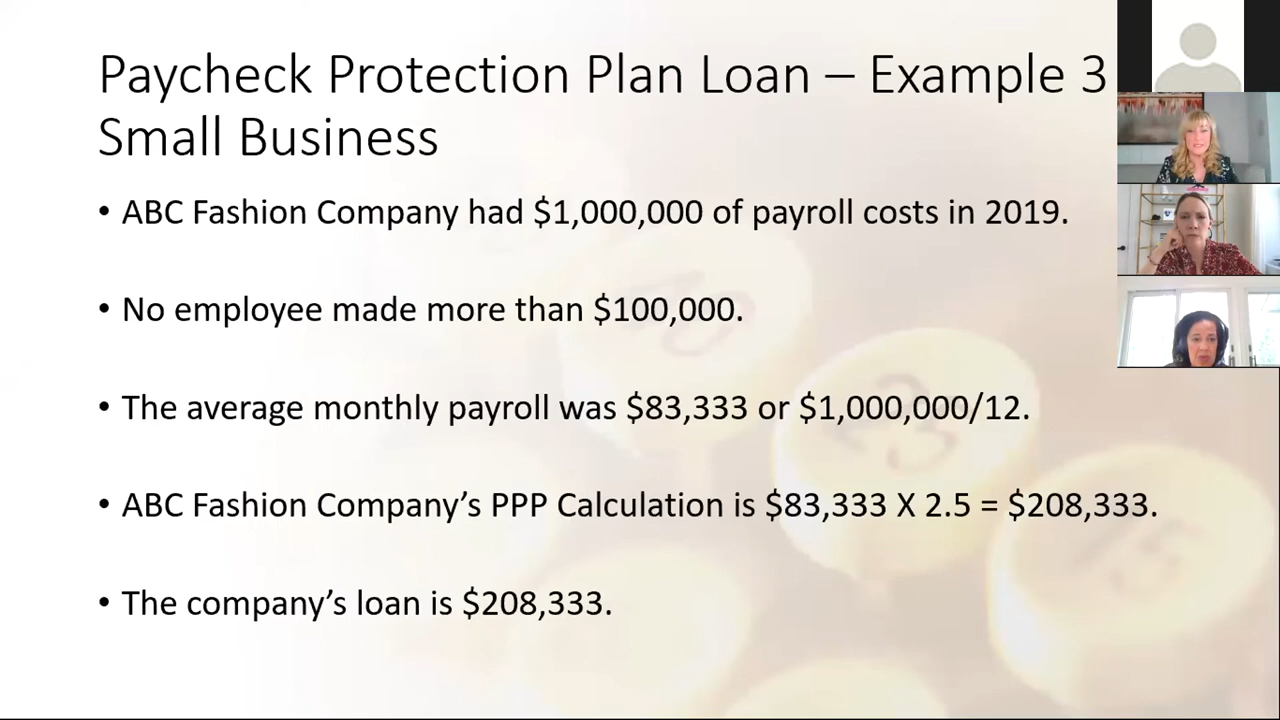 Paycheck Protection Plan Loan – Example 3
Small Business
• ABC Fashion Company had $1,000,000 of payroll costs in 2019.
• No employee made more than $100,000.
• The average monthly payroll was $83,333 or $1,000,000/12.
• ABC Fashion Company’s PPP Calculation is $83,333 X 2.5 = $208,333.
• The company’s loan is $208,333.